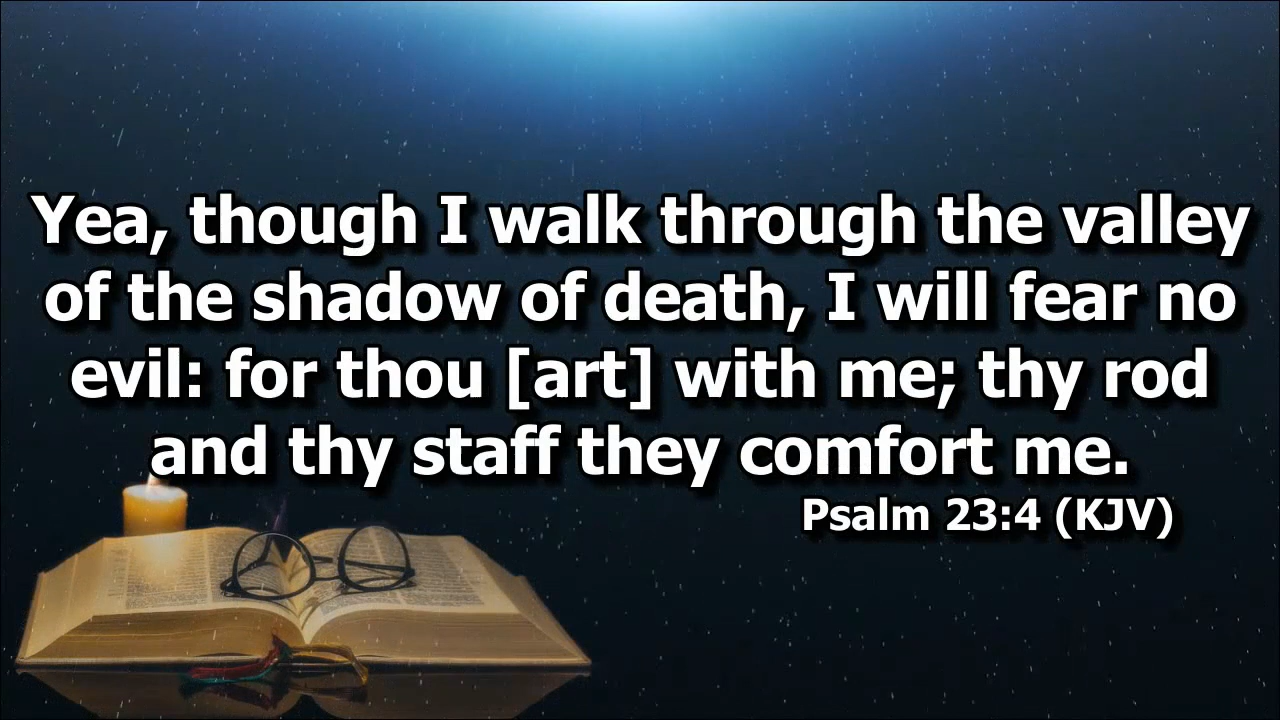 Yea, though I walk through the valley
of the shadow of death, I will fear no
evil: for thou [art] with me; thy rod
and thy staff they comfort me.
Psalm 23:4 (KJV)